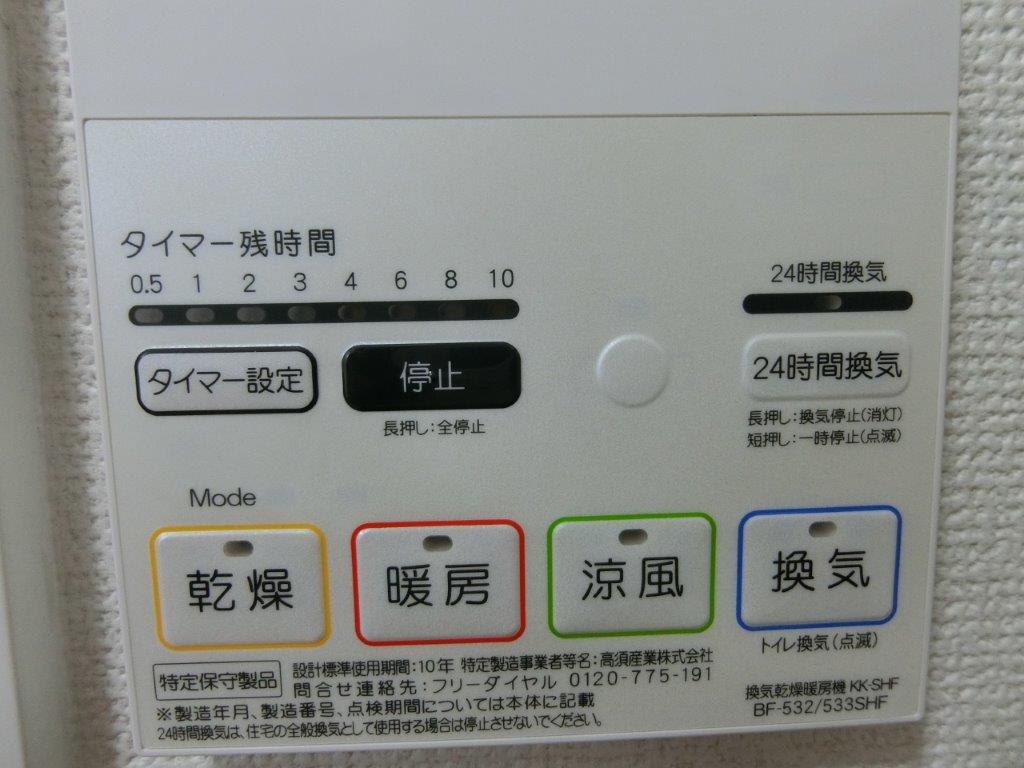 タイマー残時間
0.5 1 2 3 4 6 8 10
24時間換気
タイマー設定
停止
24時間換気
長押し:全停止
長押し:換気停止(消灯)
短押し:一時停止(点滅)
Mode
乾燥
暖房
涼風
換気
トイレ換気(点滅)
特定保守製品
設計標準使用期間:10年 特定製造事業者等名:高須産業株式会社
問合せ連絡先:フリーダイヤル 0120-775-191
※製造年月、製造番号、点検期間については本体に記載
24時間換気は、住宅の全般換気として使用する場合は停止させないでください。
換気乾燥暖房機 KK-SHF
BF-532/533SHF